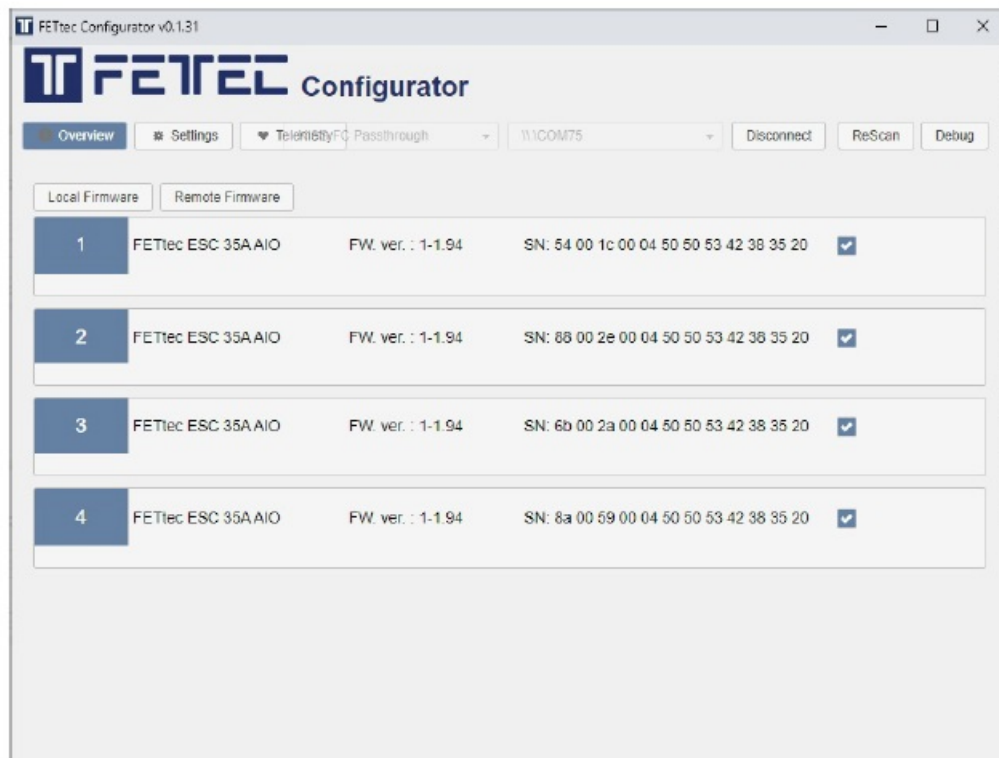 FETtec Configurator v0.1.31
FETTEC Configurator
Overview Settings Telemetry FC Passthrough \\.\COM75 Disconnect ReScan Debug
Local Firmware Remote Firmware
1 FETtec ESC 35A AIO FW. ver. : 1-1.94 SN: 54 00 1c 00 04 50 50 53 42 38 35 20
2 FETtec ESC 35A AIO FW. ver. : 1-1.94 SN: 88 00 2e 00 04 50 50 53 42 38 35 20
3 FETtec ESC 35A AIO FW. ver. : 1-1.94 SN: 6b 00 2a 00 04 50 50 53 42 38 35 20
4 FETtec ESC 35A AIO FW. ver. : 1-1.94 SN: 8a 00 59 00 04 50 50 53 42 38 35 20